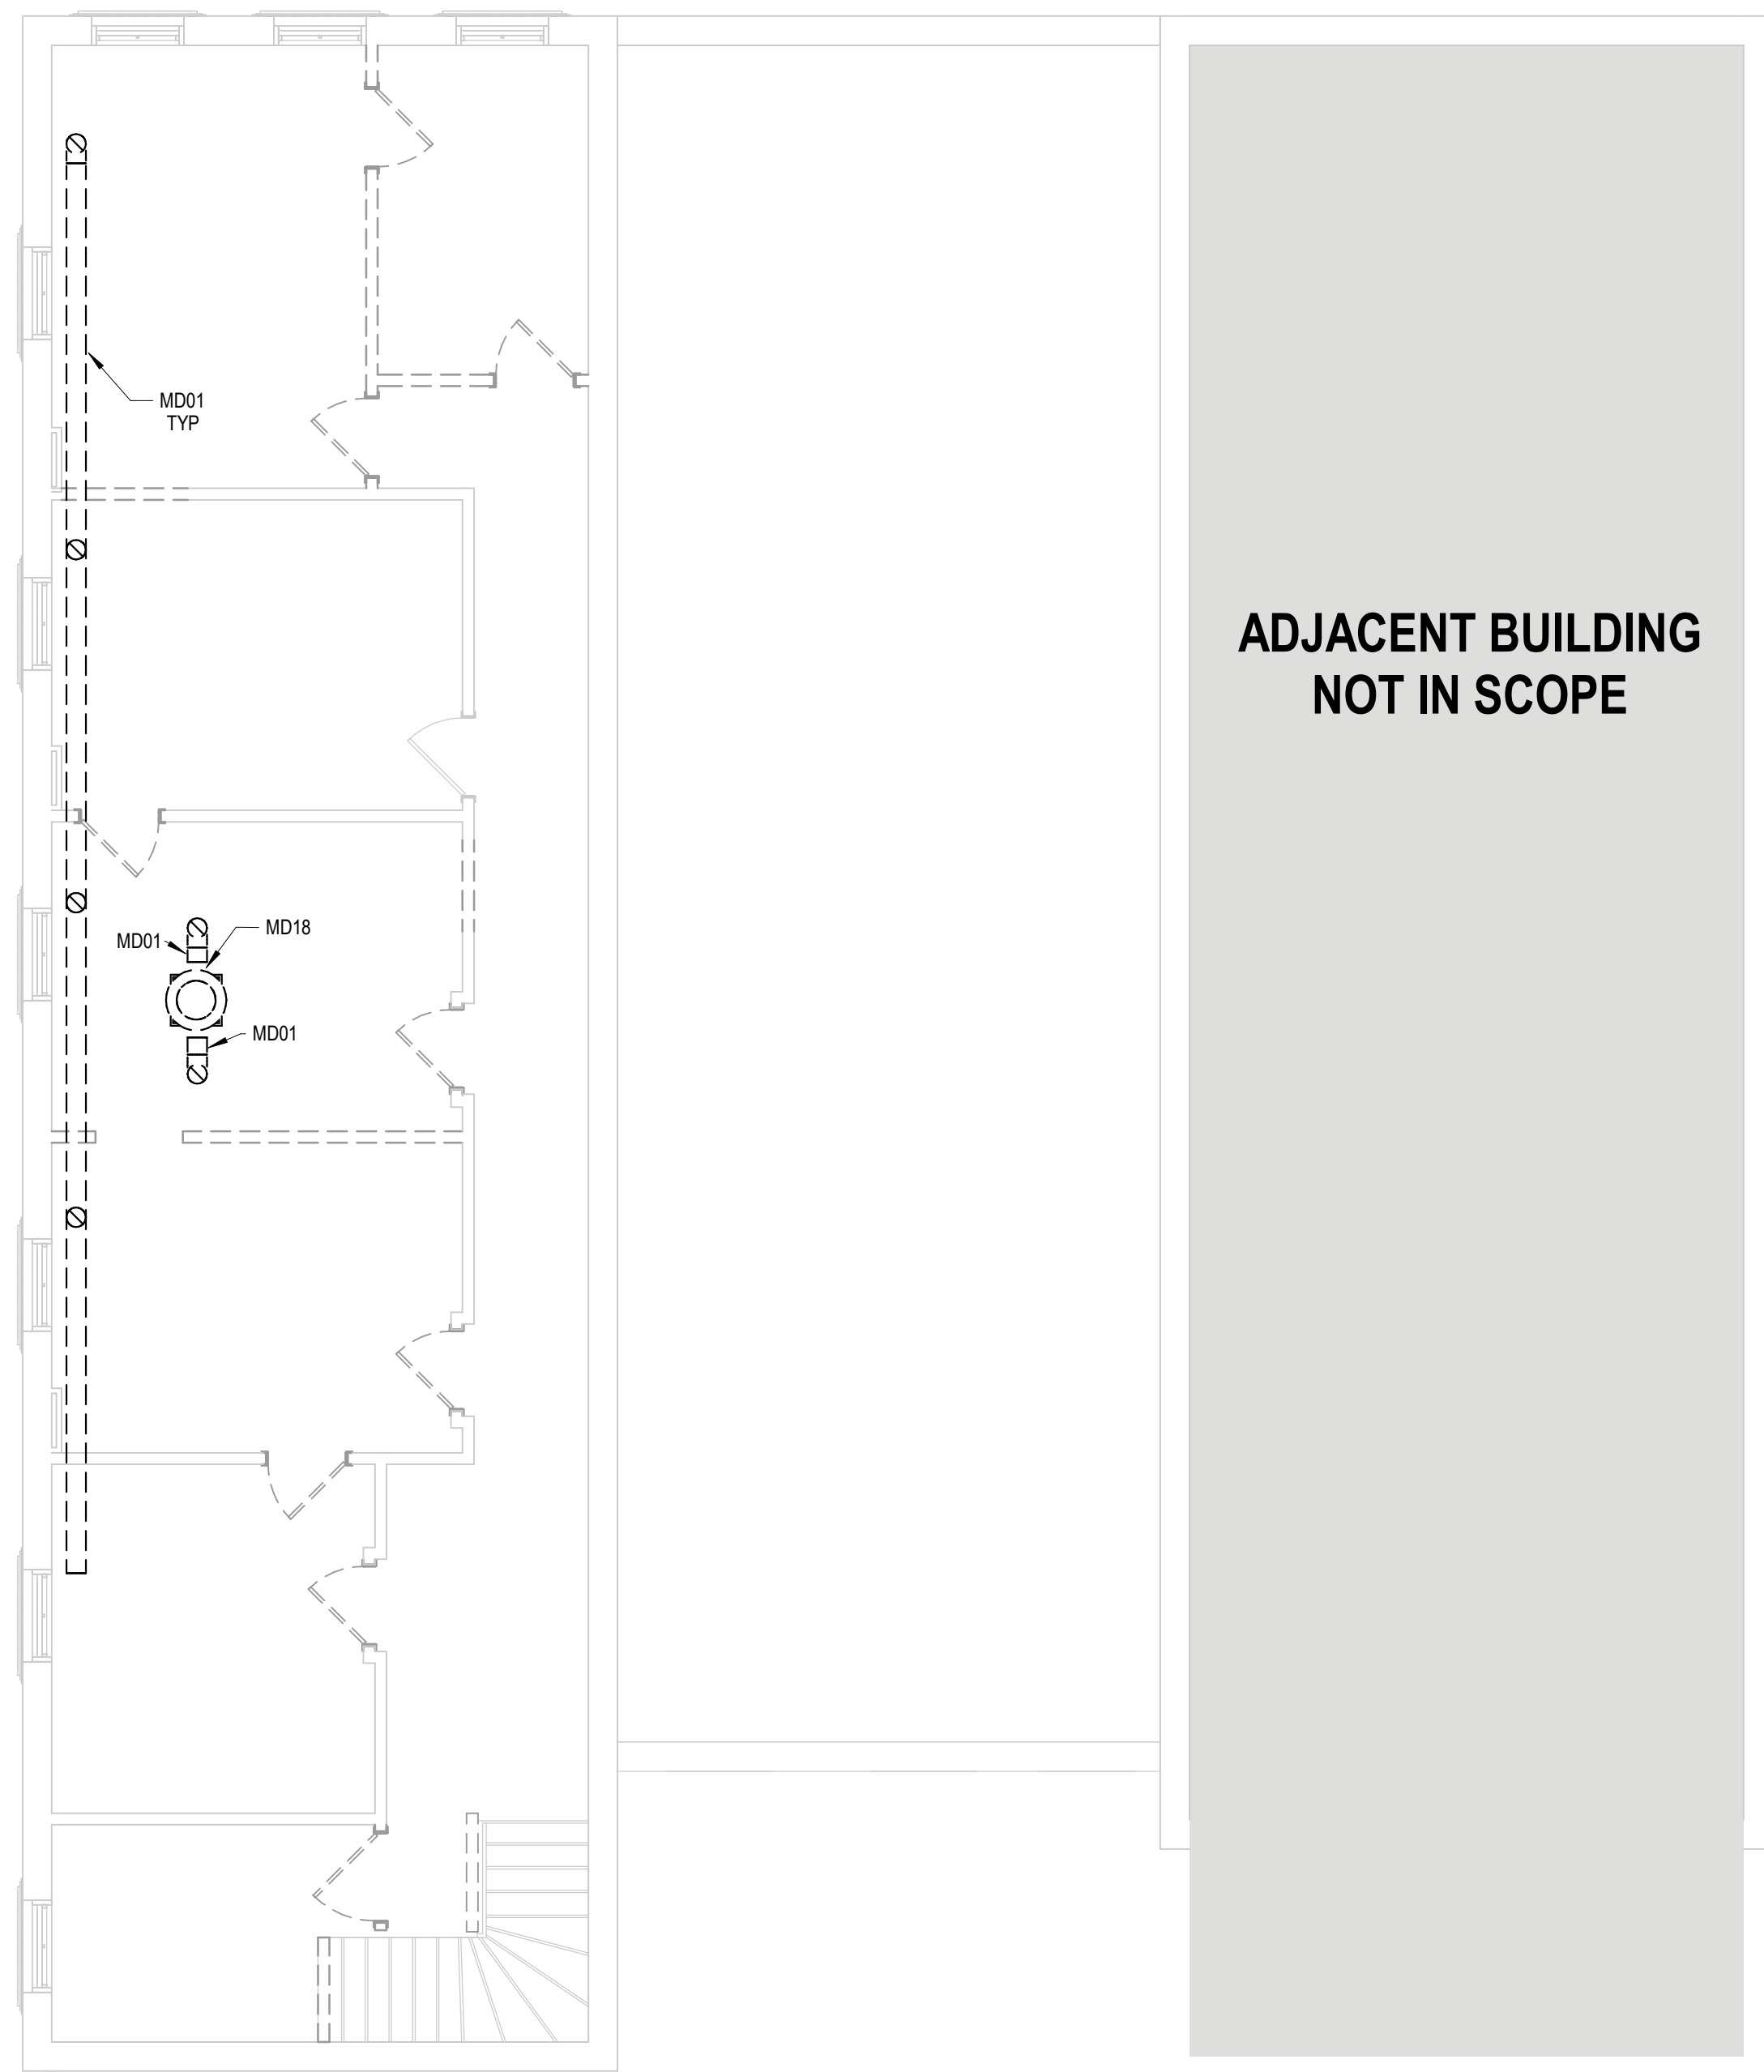 MD01
TYP
ADJACENT BUILDING
NOT IN SCOPE
MD18
MD01
MD01